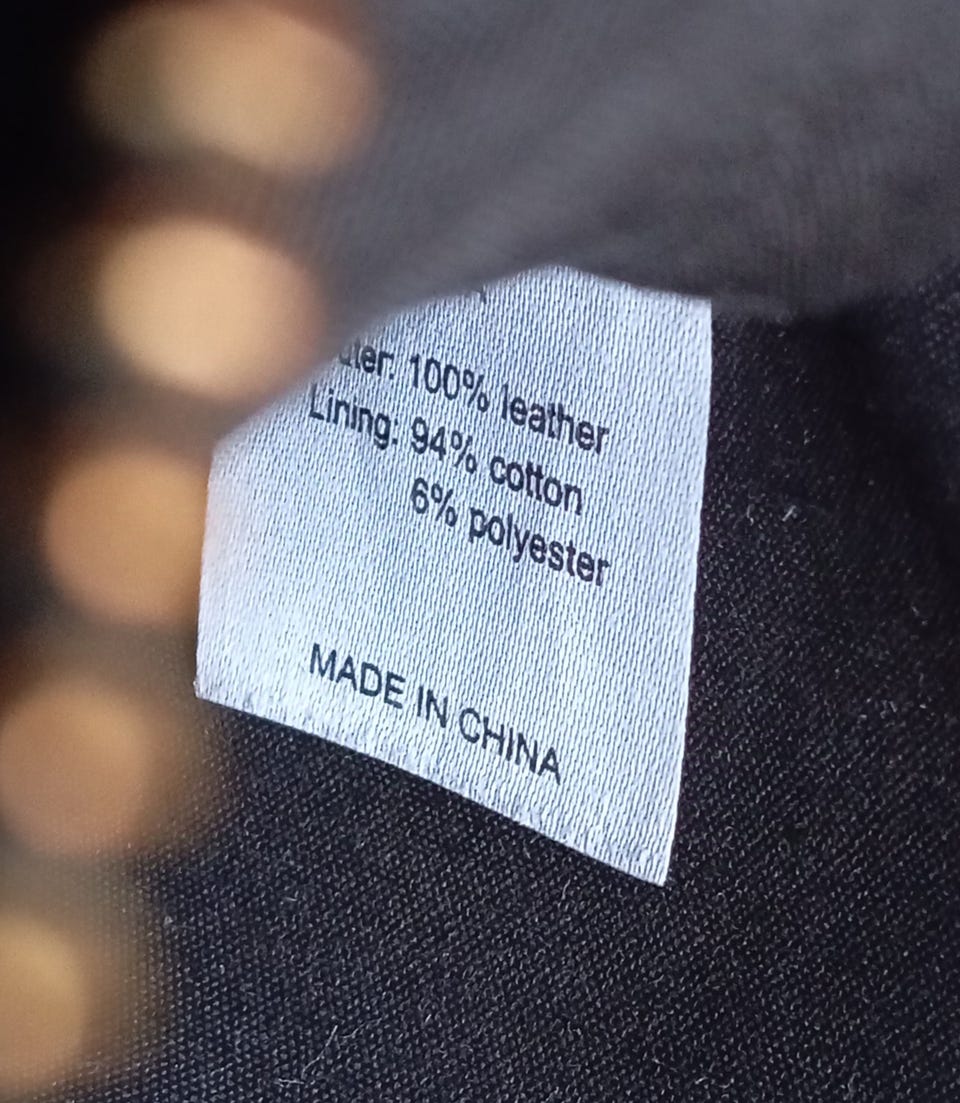 uter: 100% leather
Lining: 94% cotton
6% polyester
MADE IN CHINA